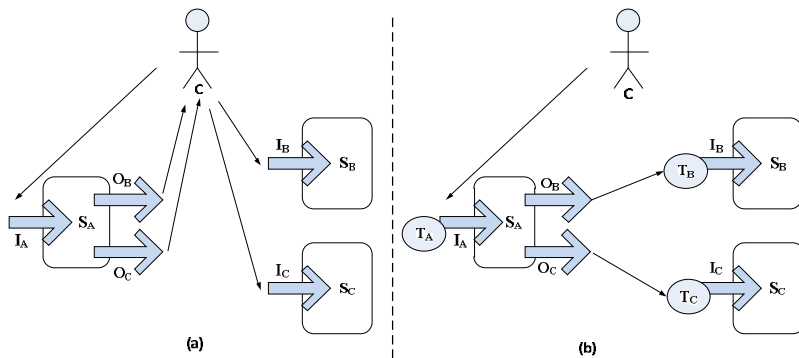 C
I_B
S_B
O_B
S_A
I_A
O_C
I_C
S_C
(a)
C
I_B
T_B
S_B
O_B
T_A
S_A
I_A
O_C
I_C
T_C
S_C
(b)